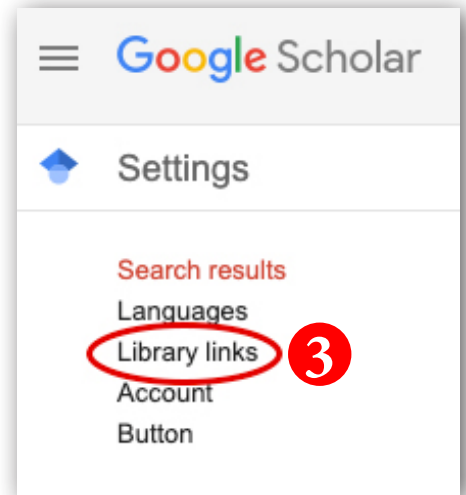 Google Scholar
Settings
Search results
Languages
Library links 3
Account
Button